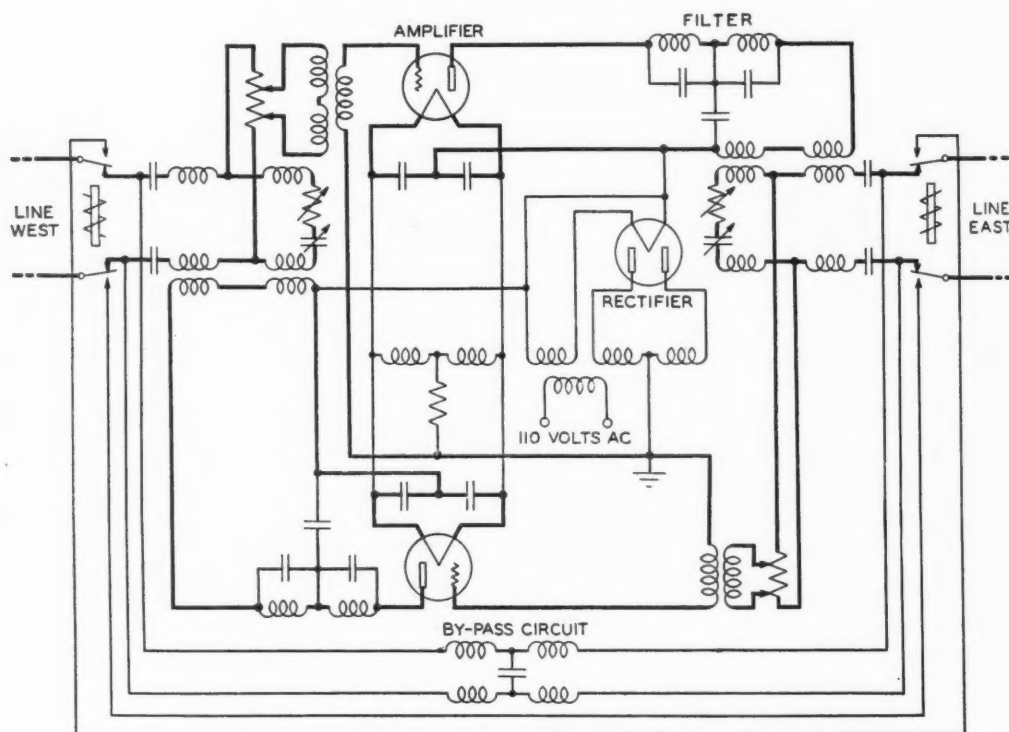 AMPLIFIER
FILTER
LINE
WEST
LINE
EAST
RECTIFIER
110 VOLTS AC
BY-PASS CIRCUIT